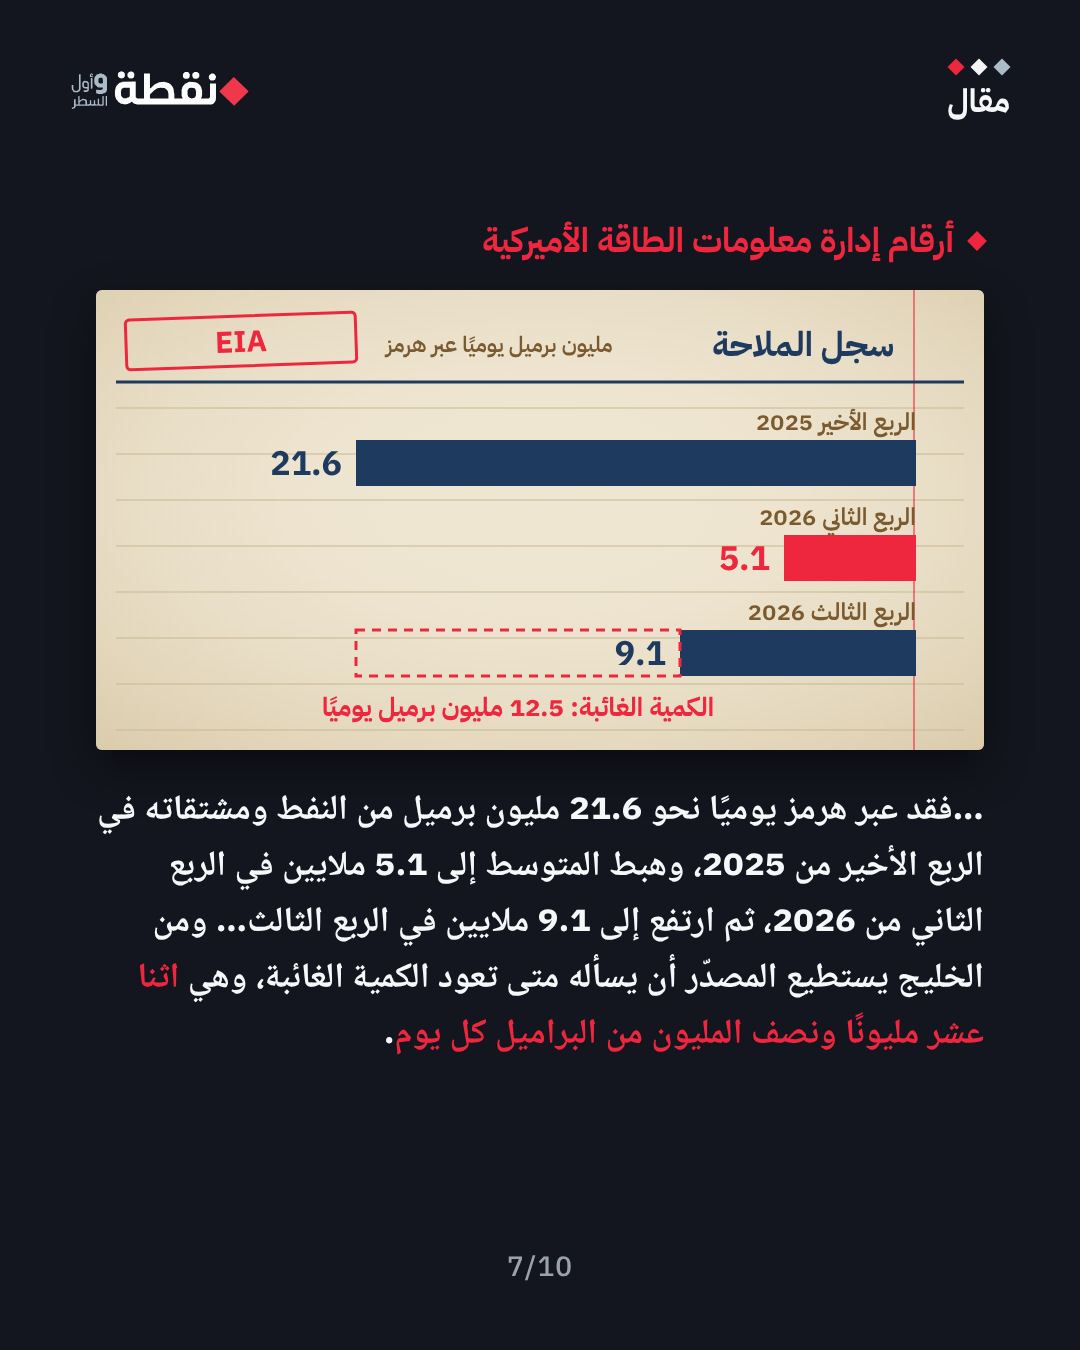 مقال
نقطة
وأول
السطر
أرقام إدارة معلومات الطاقة الأميركية
سجل الملاحة
مليون برميل يوميًا عبر هرمز
EIA
الربع الأخير 2025
21.6
الربع الثاني 2026
5.1
الربع الثالث 2026
9.1
الكمية الغائبة: 12.5 مليون برميل يوميًا
...فقد عبر هرمز يوميًا نحو 21.6 مليون برميل من النفط ومشتقاته في
الربع الأخير من 2025، وهبط المتوسط إلى 5.1 ملايين في الربع
الثاني من 2026، ثم ارتفع إلى 9.1 ملايين في الربع الثالث... ومن
الخليج يستطيع المصدّر أن يسأله متى تعود الكمية الغائبة، وهي اثنا
عشر مليونًا ونصف المليون من البراميل كل يوم.
7/10